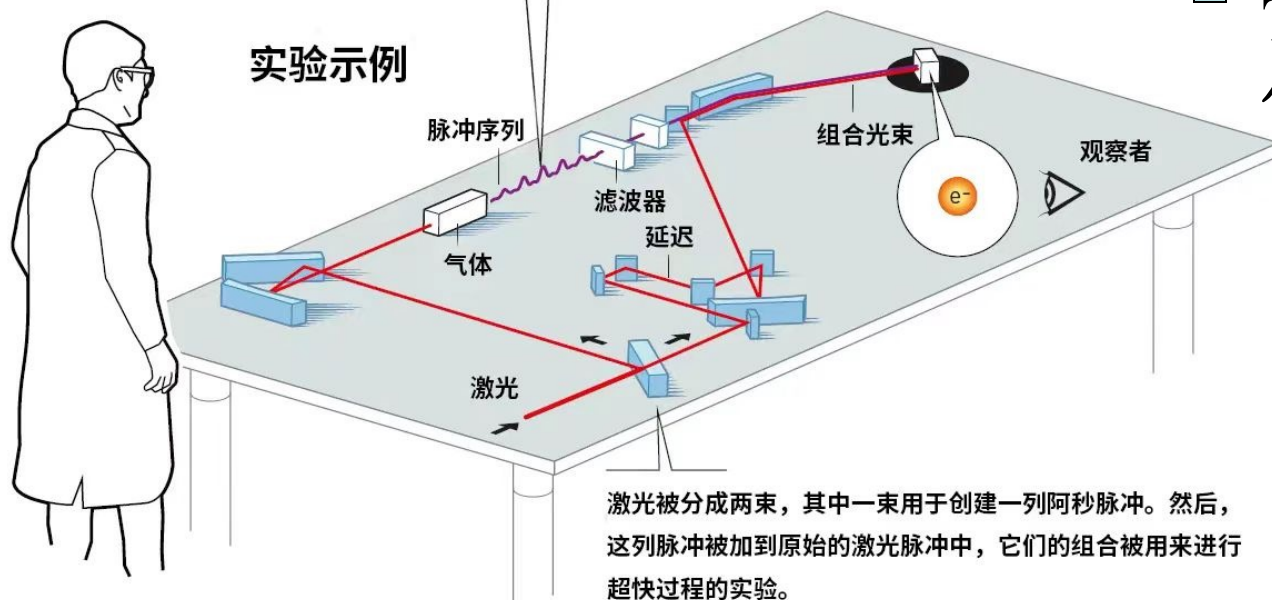 实验示例
脉冲序列
组合光束
观察者
滤波器
e⁻
延迟
气体
激光
激光被分成两束，其中一束用于创建一列阿秒脉冲。然后，
这列脉冲被加到原始的激光脉冲中，它们的组合被用来进行
超快过程的实验。